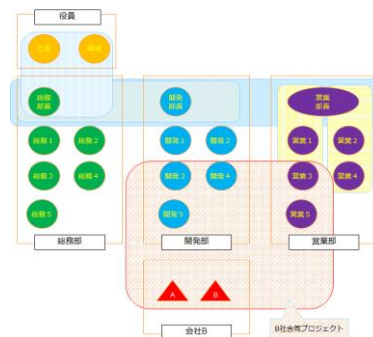 役員
社長
専務
総務
部長
開発
部長
営業
部長
総務1
総務2
開発1
開発2
営業1
営業2
総務3
総務4
開発3
開発4
営業3
営業4
総務5
開発5
営業5
総務部
開発部
営業部
A
B
会社B
B社合同プロジェクト